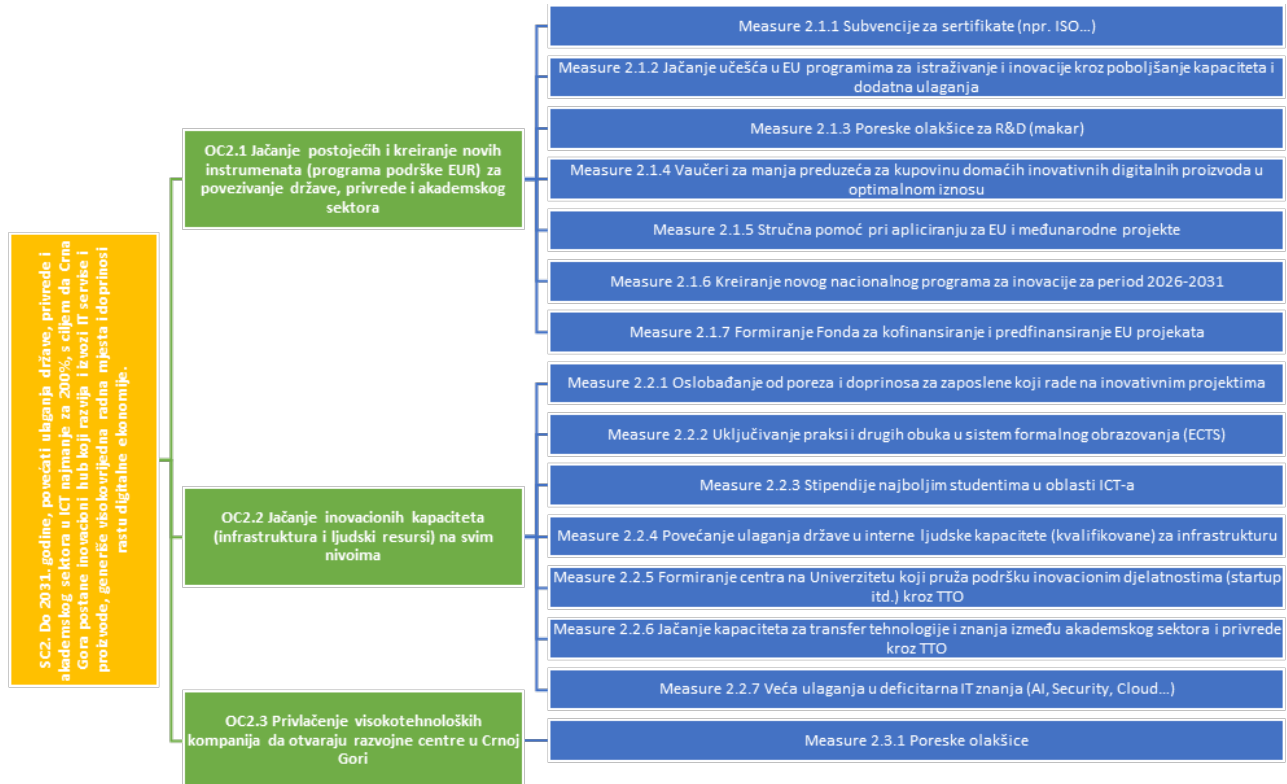 SC2. Do 2031. godine, povećati ulaganja države, privrede i
akademskog sektora u ICT najmanje za 200%, s ciljem da Crna
Gora postane inovacioni hub koji razvija i izvozi IT servise i
proizvode, generiše visokovrijedna radna mjesta i doprinosi
rastu digitalne ekonomije.
OC2.1 Jačanje postojećih i kreiranje novih
instrumenata (programa podrške EUR) za
povezivanje države, privrede i akademskog
sektora
Measure 2.1.1 Subvencije za sertifikate (npr. ISO...)
Measure 2.1.2 Jačanje učešća u EU programima za istraživanje i inovacije kroz poboljšanje kapaciteta i
dodatna ulaganja
Measure 2.1.3 Poreske olakšice za R&D (makar)
Measure 2.1.4 Vaučeri za manja preduzeća za kupovinu domaćih inovativnih digitalnih proizvoda u
optimalnom iznosu
Measure 2.1.5 Stručna pomoć pri apliciranju za EU i međunarodne projekte
Measure 2.1.6 Kreiranje novog nacionalnog programa za inovacije za period 2026-2031
Measure 2.1.7 Formiranje Fonda za kofinansiranje i predfinansiranje EU projekata
OC2.2 Jačanje inovacionih kapaciteta
(infrastruktura i ljudski resursi) na svim
nivoima
Measure 2.2.1 Oslobađanje od poreza i doprinosa za zaposlene koji rade na inovativnim projektima
Measure 2.2.2 Uključivanje praksi i drugih obuka u sistem formalnog obrazovanja (ECTS)
Measure 2.2.3 Stipendije najboljim studentima u oblasti ICT-a
Measure 2.2.4 Povećanje ulaganja države u interne ljudske kapacitete (kvalifikovane) za infrastrukturu
Measure 2.2.5 Formiranje centra na Univerzitetu koji pruža podršku inovacionim djelatnostima (startup
itd.) kroz TTO
Measure 2.2.6 Jačanje kapaciteta za transfer tehnologije i znanja između akademskog sektora i privrede
kroz TTO
Measure 2.2.7 Veća ulaganja u deficitarna IT znanja (AI, Security, Cloud...)
OC2.3 Privlačenje visokotehnoloških
kompanija da otvaraju razvojne centre u Crnoj
Gori
Measure 2.3.1 Poreske olakšice